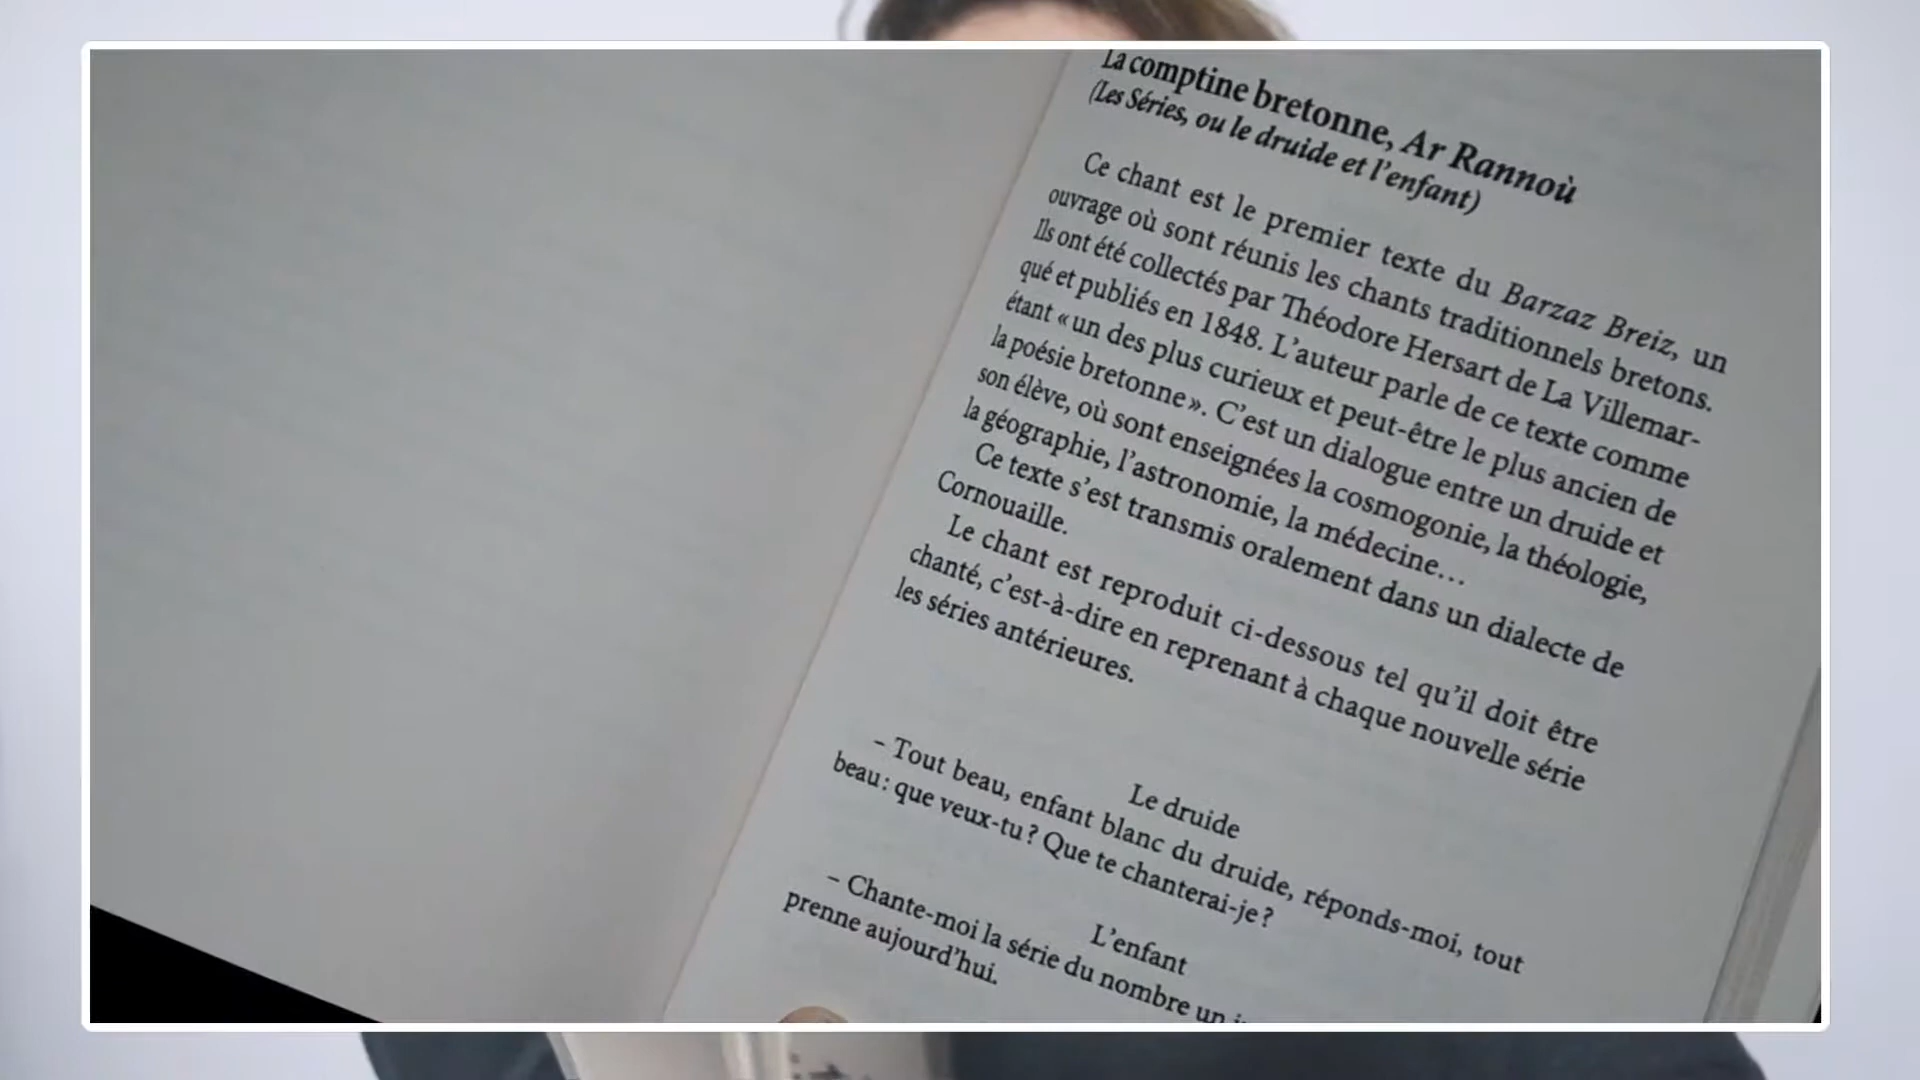 La comptine bretonne, Ar Rannoù
(Les Séries, ou le druide et l'enfant)
Ce chant est le premier texte du Barzaz Breiz, un
ouvrage où sont réunis les chants traditionnels bretons.
Ils ont été collectés par Théodore Hersart de La Villemar-
qué et publiés en 1848. L'auteur parle de ce texte comme
étant « un des plus curieux et peut-être le plus ancien de
la poésie bretonne ». C'est un dialogue entre un druide et
son élève, où sont enseignées la cosmogonie, la théologie,
la géographie, l'astronomie, la médecine…
Ce texte s'est transmis oralement dans un dialecte de
Cornouaille.
Le chant est reproduit ci-dessous tel qu'il doit être
chanté, c'est-à-dire en reprenant à chaque nouvelle série
les séries antérieures.
Le druide
– Tout beau, enfant blanc du druide, réponds-moi, tout
beau : que veux-tu ? Que te chanterai-je ?
L'enfant
– Chante-moi la série du nombre un
prenne aujourd'hui.